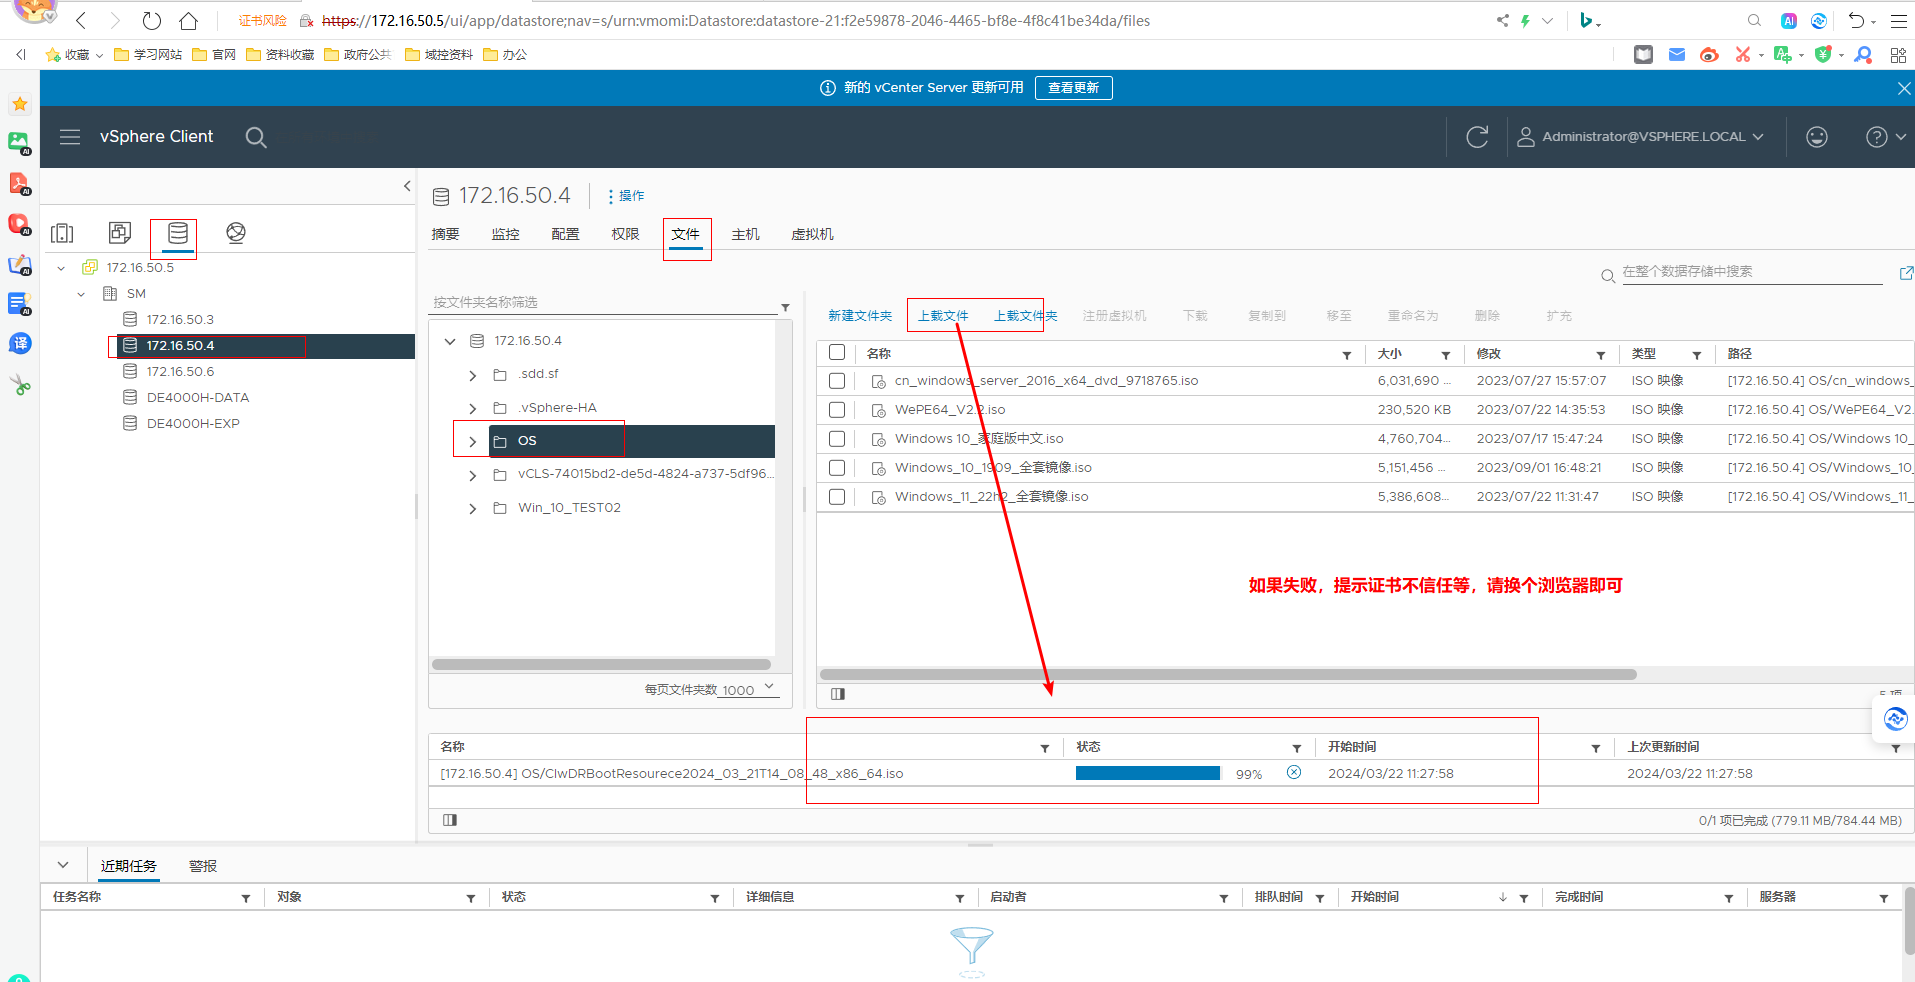 证书风险 https://172.16.50.5/ui/app/datastore;nav=s/urn:vmomi:Datastore:datastore-21:f2e59878-2046-4465-bf8e-4f8c41be34da/files
收藏 学习网站 官网 资料收藏 政府公共 域控资料 办公
新的 vCenter Server 更新可用 查看更新
vSphere Client
Administrator@VSPHERE.LOCAL
172.16.50.4 操作
摘要 监控 配置 权限 文件 主机 虚拟机
172.16.50.5
SM
172.16.50.3
172.16.50.4
172.16.50.6
DE4000H-DATA
DE4000H-EXP
在整个数据存储中搜索
按文件夹名称筛选
172.16.50.4
.sdd.sf
.vSphere-HA
OS
vCLS-74015bd2-de5d-4824-a737-5df96...
Win_10_TEST02
每页文件夹数 1000
新建文件夹 上载文件 上载文件夹 注册虚拟机 下载 复制到 移至 重命名为 删除 扩充
名称 大小 修改 类型 路径
cn_windows_server_2016_x64_dvd_9718765.iso 6,031,690 ... 2023/07/27 15:57:07 ISO 映像 [172.16.50.4] OS/cn_windows_
WePE64_V2.2.iso 230,520 KB 2023/07/22 14:35:53 ISO 映像 [172.16.50.4] OS/WePE64_V2.
Windows 10_家庭版中文.iso 4,760,704... 2023/07/17 15:47:24 ISO 映像 [172.16.50.4] OS/Windows 10_
Windows_10_1909_全套镜像.iso 5,151,456 ... 2023/09/01 16:48:21 ISO 映像 [172.16.50.4] OS/Windows_10_
Windows_11_22h2_全套镜像.iso 5,386,608... 2023/07/22 11:31:47 ISO 映像 [172.16.50.4] OS/Windows_11_
如果失败，提示证书不信任等，请换个浏览器即可
5 项
名称 状态 开始时间 上次更新时间
[172.16.50.4] OS/ClwDRBootResourece2024_03_21T14_08_48_x86_64.iso 99% 2024/03/22 11:27:58 2024/03/22 11:27:58
0/1 项已完成 (779.11 MB/784.44 MB)
近期任务 警报
任务名称 对象 状态 详细信息 启动者 排队时间 开始时间 完成时间 服务器
AI
AI
AI
AI
AI
AI
译